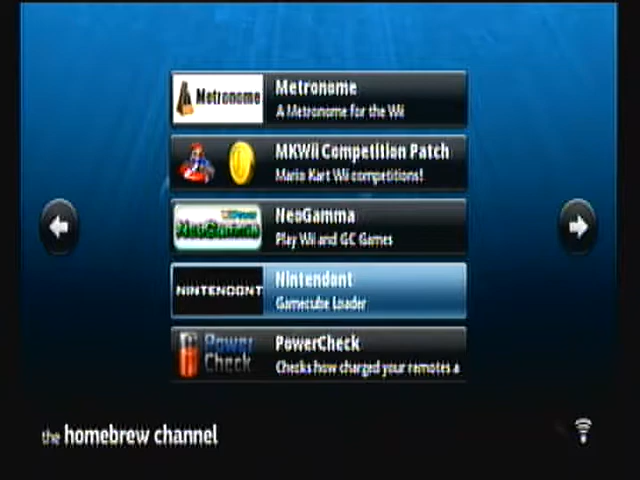 Metronome
Metronome
A Metronome for the Wii
MKWii Competition Patch
Mario Kart Wii competitions!
NeoGamma
NeoGamma
Play Wii and GC Games
NINTENDONT
Nintendont
Gamecube Loader
Power
Check
PowerCheck
Checks how charged your remotes a
the homebrew channel